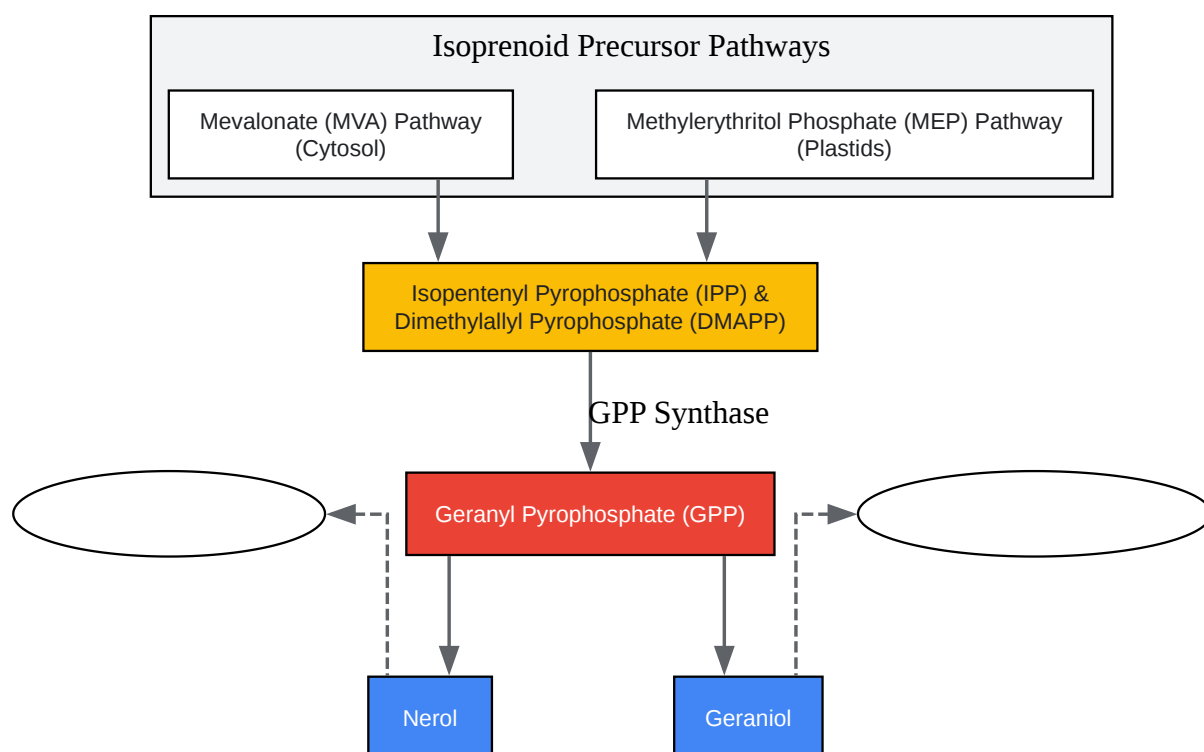 Isoprenoid Precursor Pathways
Mevalonate (MVA) Pathway
(Cytosol)
Methylerythritol Phosphate (MEP) Pathway
(Plastids)
Isopentenyl Pyrophosphate (IPP) &
Dimethylallyl Pyrophosphate (DMAPP)
GPP Synthase
Geranyl Pyrophosphate (GPP)
Nerol
Geraniol